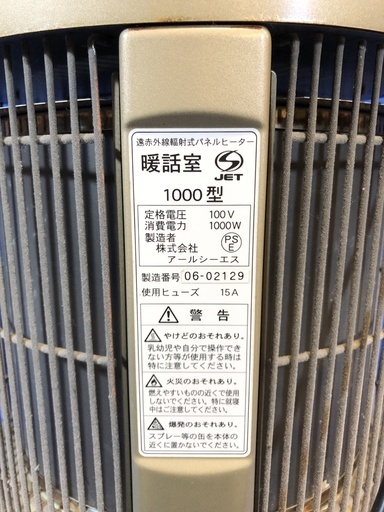 遠赤外線輻射式パネルヒーター
暖話室
S
JET
1000型
定格電圧 100V
消費電力 1000W
製造者
株式会社
アールシーエス
PS
E
製造番号 06-02129
使用ヒューズ 15A
警告
やけどのおそれあり。
乳幼児や自分で操作できない方等が使用する時は特に注意してください。
火災のおそれあり。
燃えやすいものの近くで使用しないでください。特に就寝中はご注意してください。
爆発のおそれあり。
スプレー等の缶を本体の近くに置かないでください。